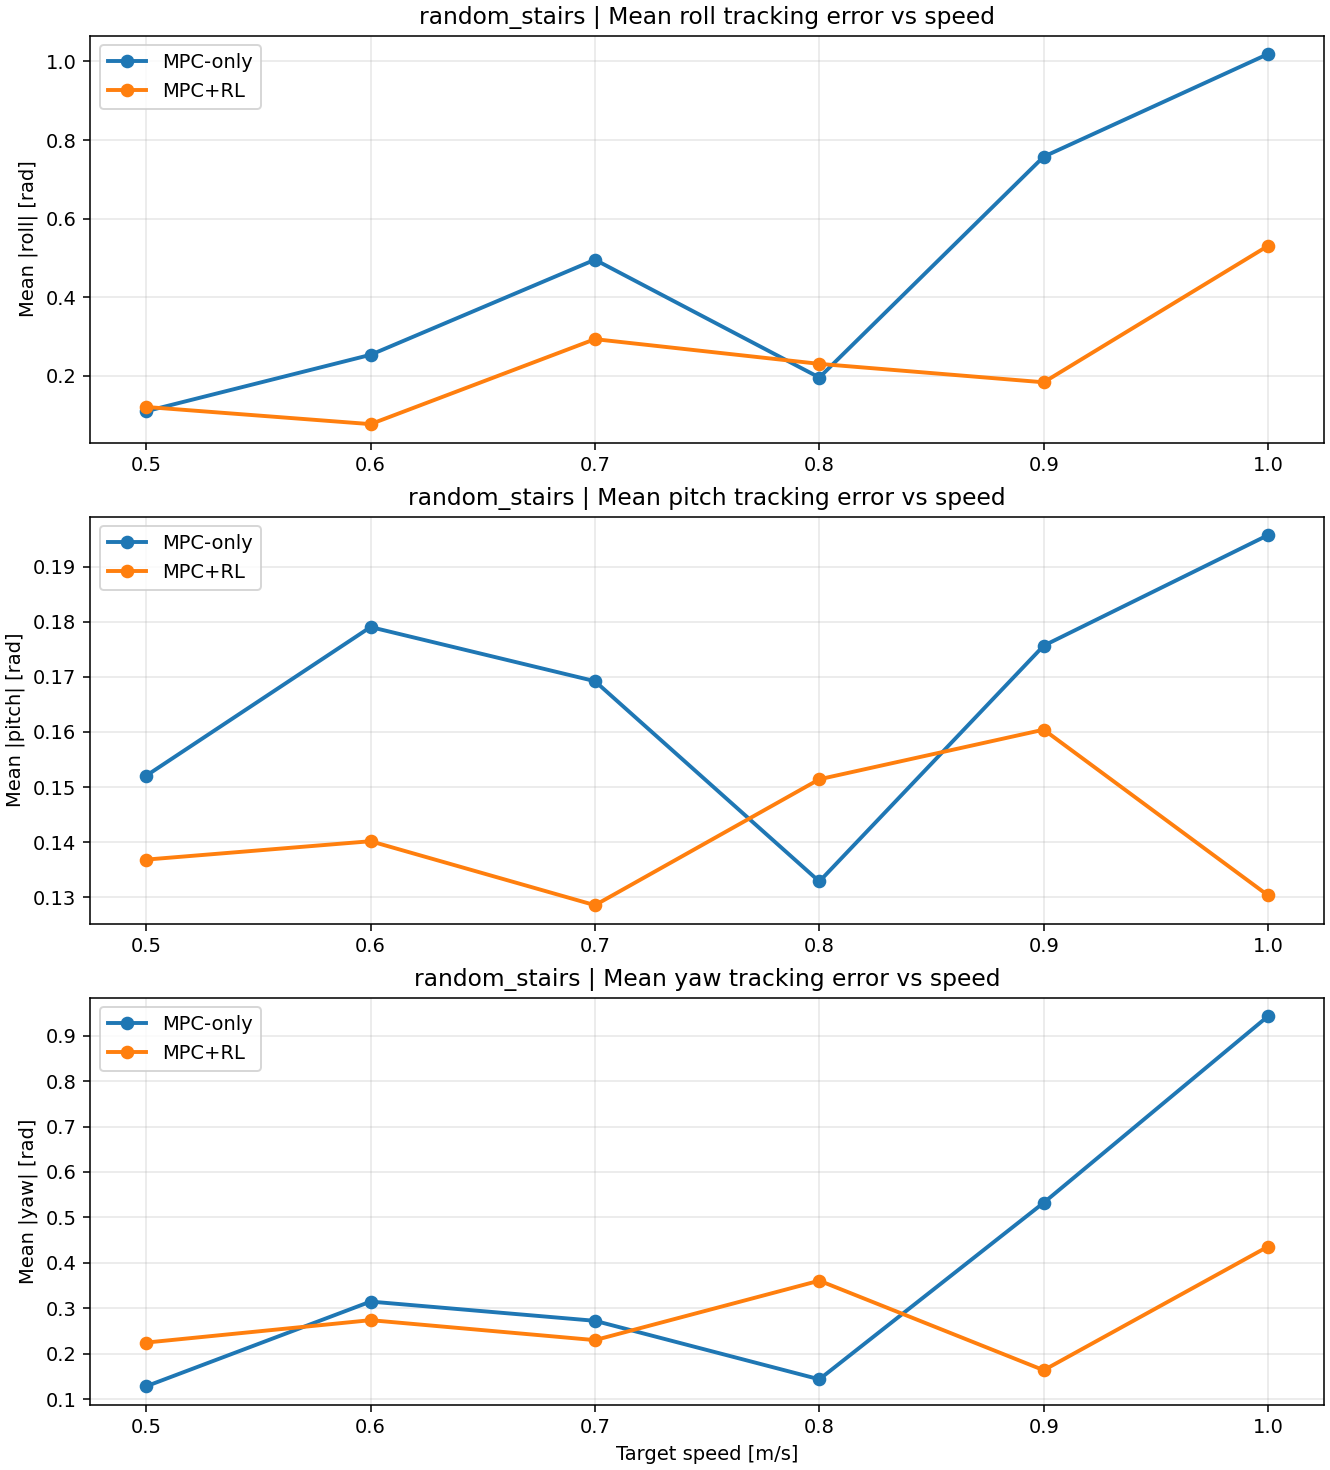 random_stairs | Mean roll tracking error vs speed
MPC-only
MPC+RL
Mean |roll| [rad]
1.0
0.8
0.6
0.4
0.2
0.5 0.6 0.7 0.8 0.9 1.0
random_stairs | Mean pitch tracking error vs speed
MPC-only
MPC+RL
Mean |pitch| [rad]
0.19
0.18
0.17
0.16
0.15
0.14
0.13
0.5 0.6 0.7 0.8 0.9 1.0
random_stairs | Mean yaw tracking error vs speed
MPC-only
MPC+RL
Mean |yaw| [rad]
0.9
0.8
0.7
0.6
0.5
0.4
0.3
0.2
0.1
0.5 0.6 0.7 0.8 0.9 1.0
Target speed [m/s]